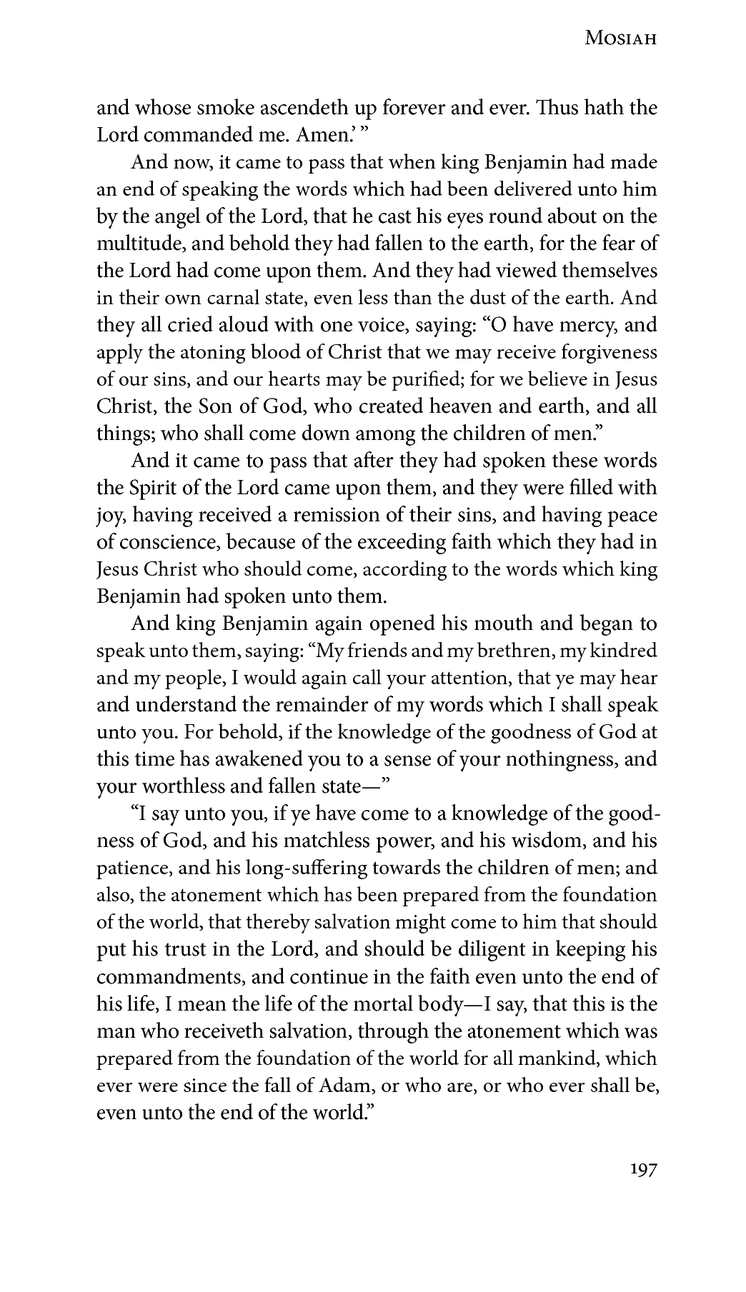 Mosiah
and whose smoke ascendeth up forever and ever. Thus hath the
Lord commanded me. Amen.’ ”
And now, it came to pass that when king Benjamin had made
an end of speaking the words which had been delivered unto him
by the angel of the Lord, that he cast his eyes round about on the
multitude, and behold they had fallen to the earth, for the fear of
the Lord had come upon them. And they had viewed themselves
in their own carnal state, even less than the dust of the earth. And
they all cried aloud with one voice, saying: “O have mercy, and
apply the atoning blood of Christ that we may receive forgiveness
of our sins, and our hearts may be purified; for we believe in Jesus
Christ, the Son of God, who created heaven and earth, and all
things; who shall come down among the children of men.”
And it came to pass that after they had spoken these words
the Spirit of the Lord came upon them, and they were filled with
joy, having received a remission of their sins, and having peace
of conscience, because of the exceeding faith which they had in
Jesus Christ who should come, according to the words which king
Benjamin had spoken unto them.
And king Benjamin again opened his mouth and began to
speak unto them, saying: “My friends and my brethren, my kindred
and my people, I would again call your attention, that ye may hear
and understand the remainder of my words which I shall speak
unto you. For behold, if the knowledge of the goodness of God at
this time has awakened you to a sense of your nothingness, and
your worthless and fallen state—”
“I say unto you, if ye have come to a knowledge of the good-
ness of God, and his matchless power, and his wisdom, and his
patience, and his long-suffering towards the children of men; and
also, the atonement which has been prepared from the foundation
of the world, that thereby salvation might come to him that should
put his trust in the Lord, and should be diligent in keeping his
commandments, and continue in the faith even unto the end of
his life, I mean the life of the mortal body—I say, that this is the
man who receiveth salvation, through the atonement which was
prepared from the foundation of the world for all mankind, which
ever were since the fall of Adam, or who are, or who ever shall be,
even unto the end of the world.”
197